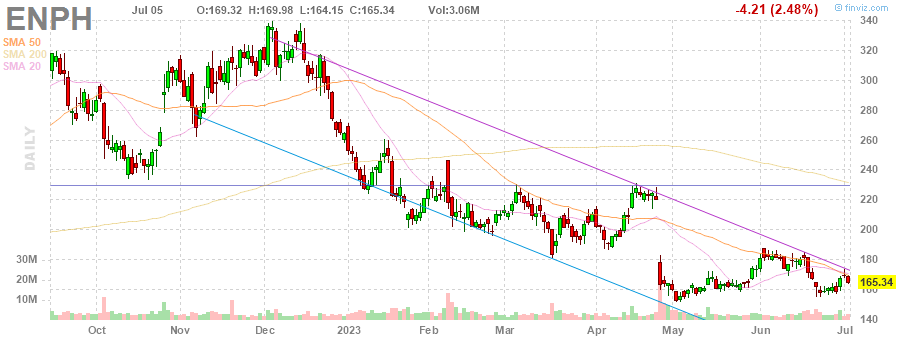 ENPH
Jul 05 O:169.32 H:169.98 L:164.15 C:165.34 Vol:3.06M -4.21 (2.48%)
© finviz.com
SMA 50
SMA 200
SMA 20
DAILY
340
320
300
280
260
240
220
200
180
165.34
160
140
30M
20M
10M
Oct Nov Dec 2023 Feb Mar Apr May Jun Jul